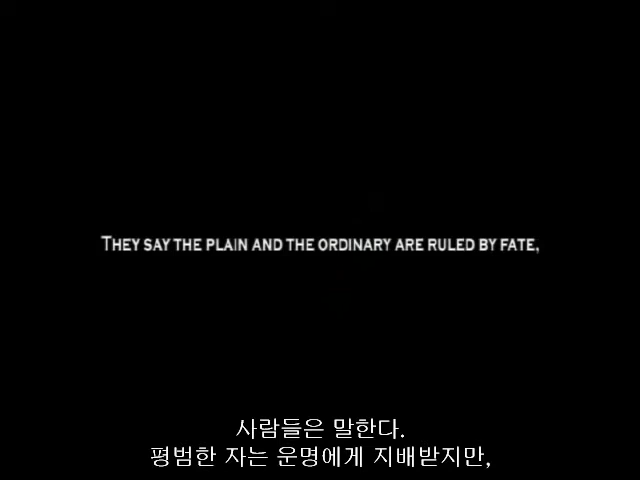 They say the plain and the ordinary are ruled by fate,
사람들은 말한다.
평범한 자는 운명에게 지배받지만,